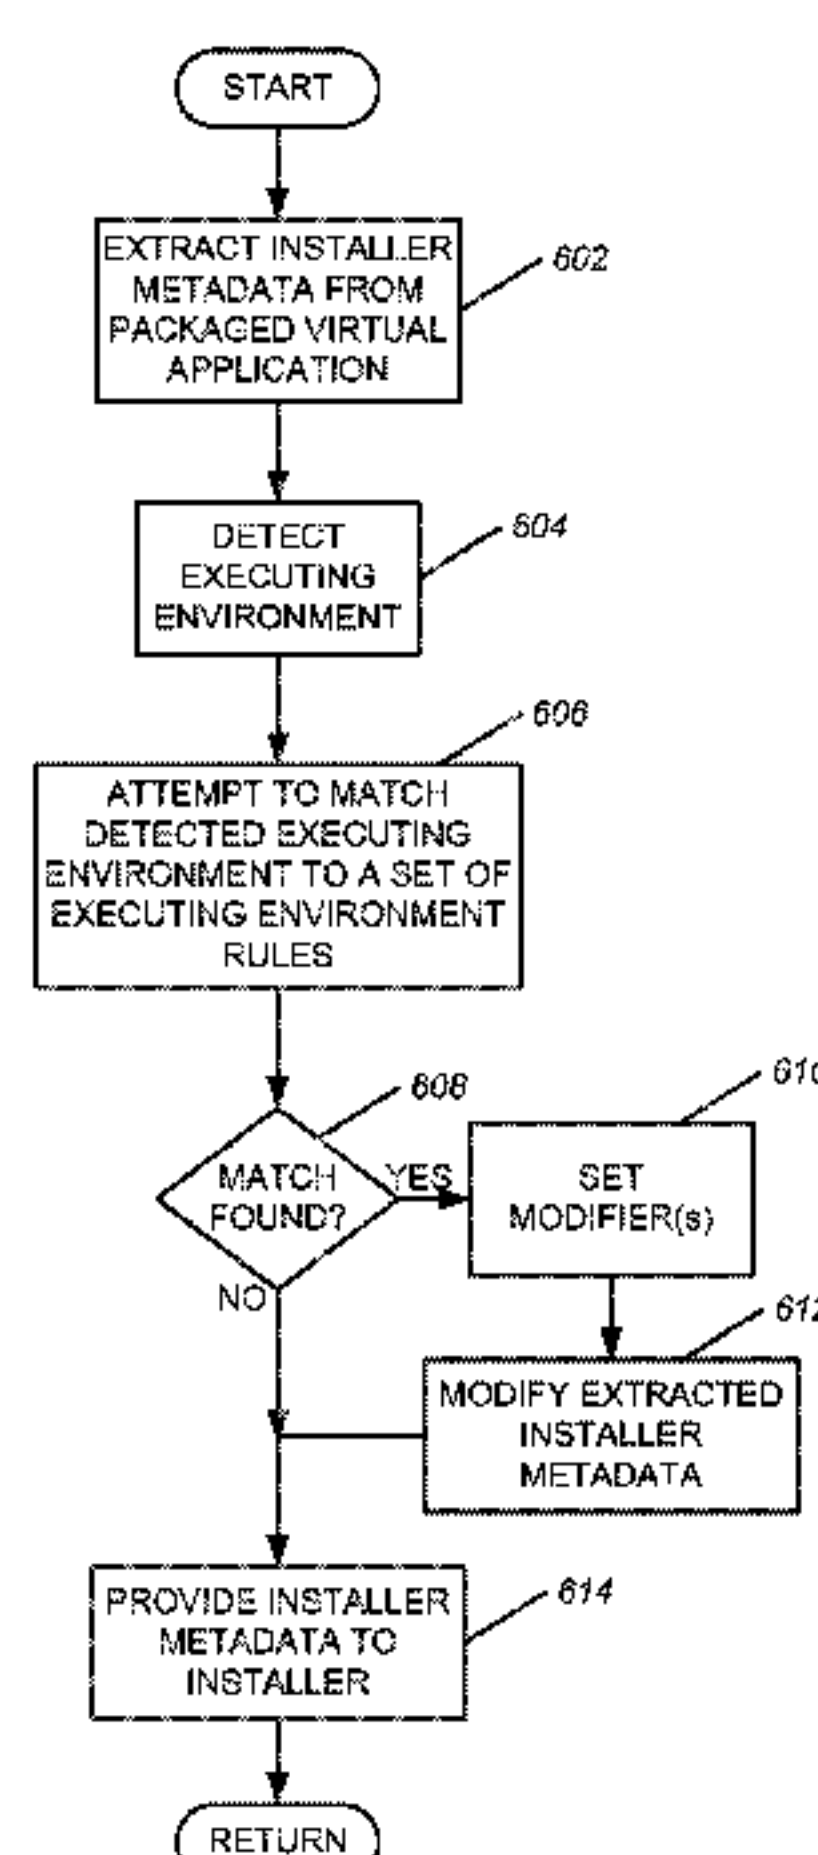 START
EXTRACT INSTALLER
METADATA FROM
PACKAGED VIRTUAL
APPLICATION
602
DETECT
EXECUTING
ENVIRONMENT
604
606
ATTEMPT TO MATCH
DETECTED EXECUTING
ENVIRONMENT TO A SET OF
EXECUTING ENVIRONMENT
RULES
608
MATCH
FOUND?
YES
610
SET
MODIFIER(s)
NO
612
MODIFY EXTRACTED
INSTALLER
METADATA
PROVIDE INSTALLER
METADATA TO
INSTALLER
614
RETURN